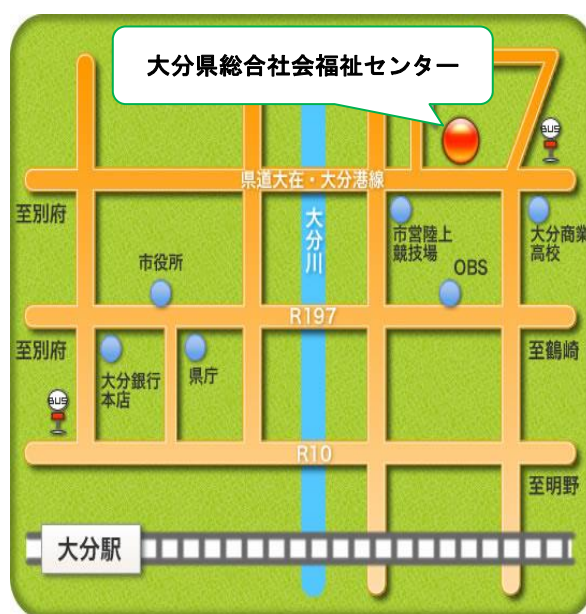 大分県総合社会福祉センター
BUS
県道大在・大分港線
至別府
大分川
市営陸上
競技場
大分商業
高校
市役所
OBS
R197
至別府
大分銀行
本店
県庁
至鶴崎
BUS
R10
至明野
大分駅